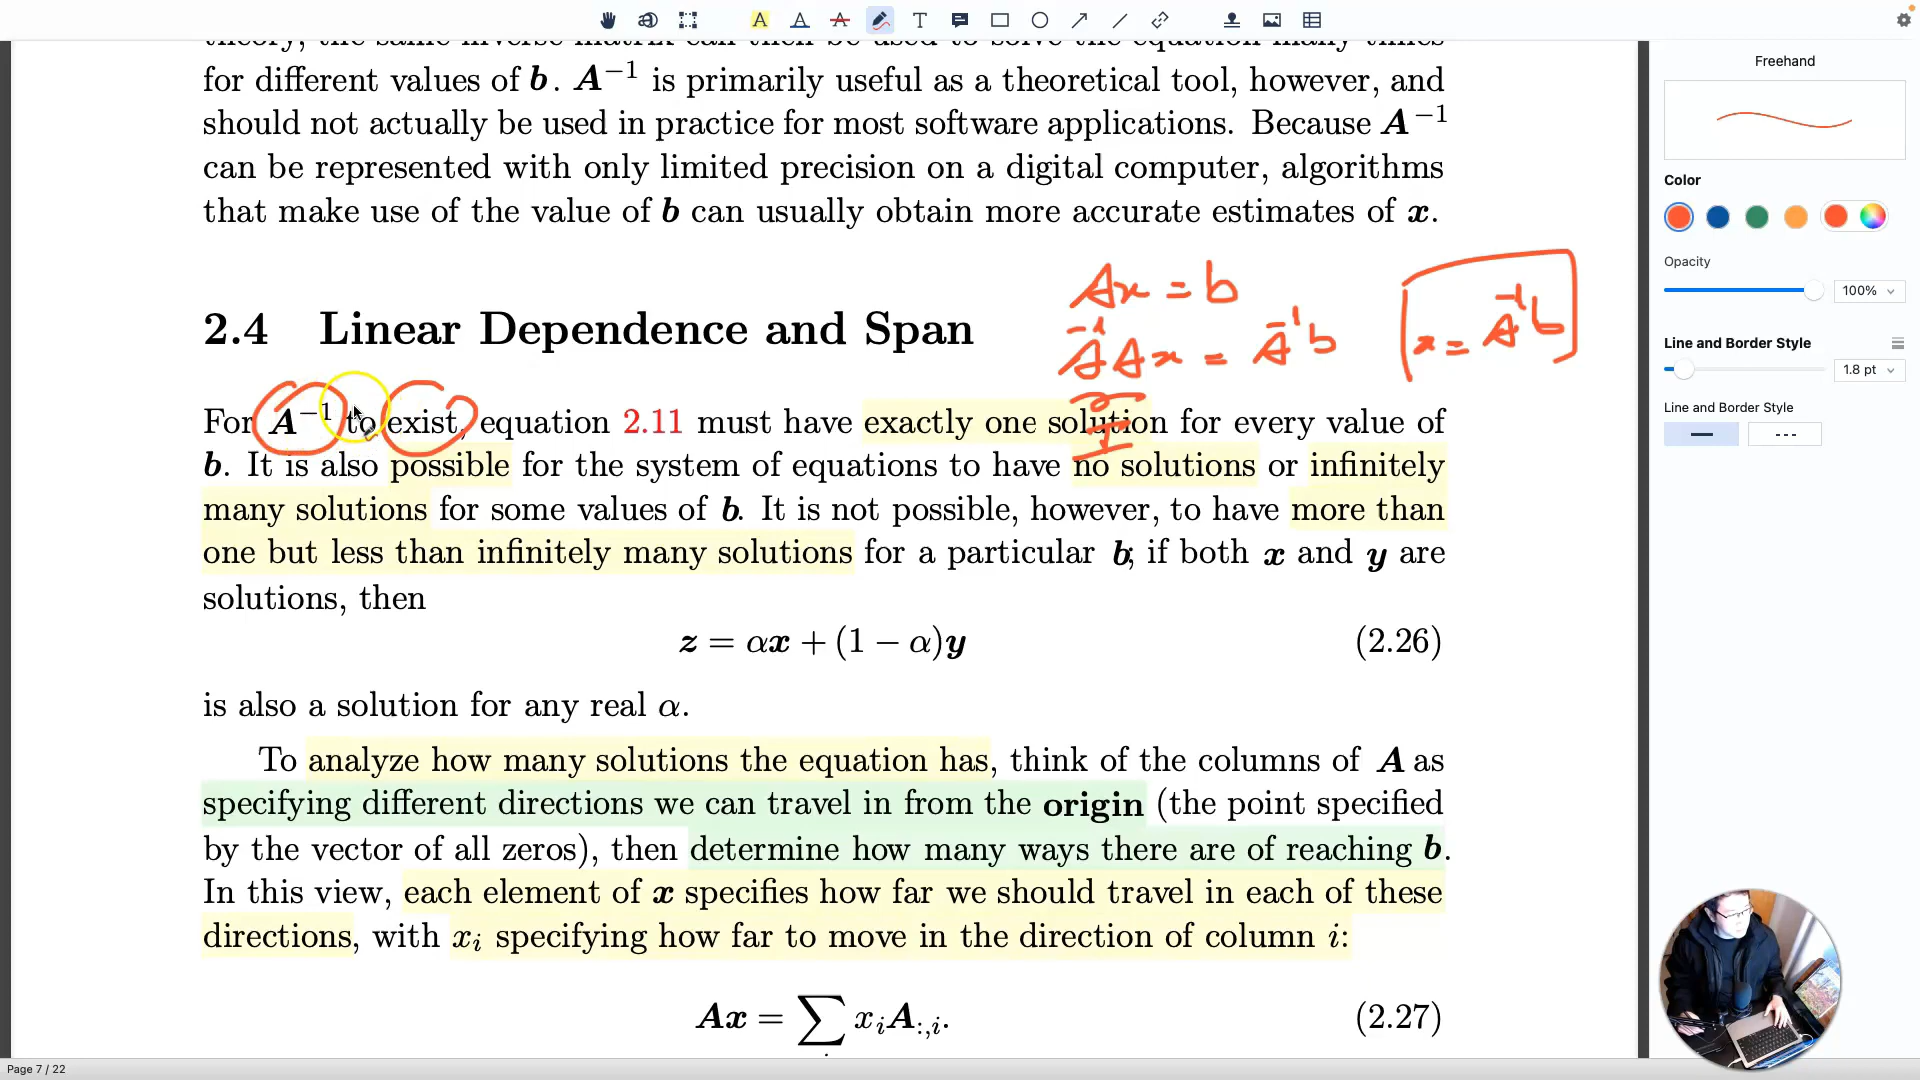 theory, the same inverse matrix can then be used to solve the equation many times
for different values of b. A⁻¹ is primarily useful as a theoretical tool, however, and
should not actually be used in practice for most software applications. Because A⁻¹
can be represented with only limited precision on a digital computer, algorithms
that make use of the value of b can usually obtain more accurate estimates of x.
Ax = b
A⁻¹Ax = A⁻¹b
I
x = A⁻¹b
2.4 Linear Dependence and Span
For A⁻¹ to exist, equation 2.11 must have exactly one solution for every value of
b. It is also possible for the system of equations to have no solutions or infinitely
many solutions for some values of b. It is not possible, however, to have more than
one but less than infinitely many solutions for a particular b; if both x and y are
solutions, then
z = αx + (1 − α)y (2.26)
is also a solution for any real α.
To analyze how many solutions the equation has, think of the columns of A as
specifying different directions we can travel in from the origin (the point specified
by the vector of all zeros), then determine how many ways there are of reaching b.
In this view, each element of x specifies how far we should travel in each of these
directions, with xᵢ specifying how far to move in the direction of column i:
Ax = ∑ xᵢA:,ᵢ. (2.27)
Page 7 / 22
Freehand
Color
Opacity
100%
Line and Border Style
1.8 pt
Line and Border Style